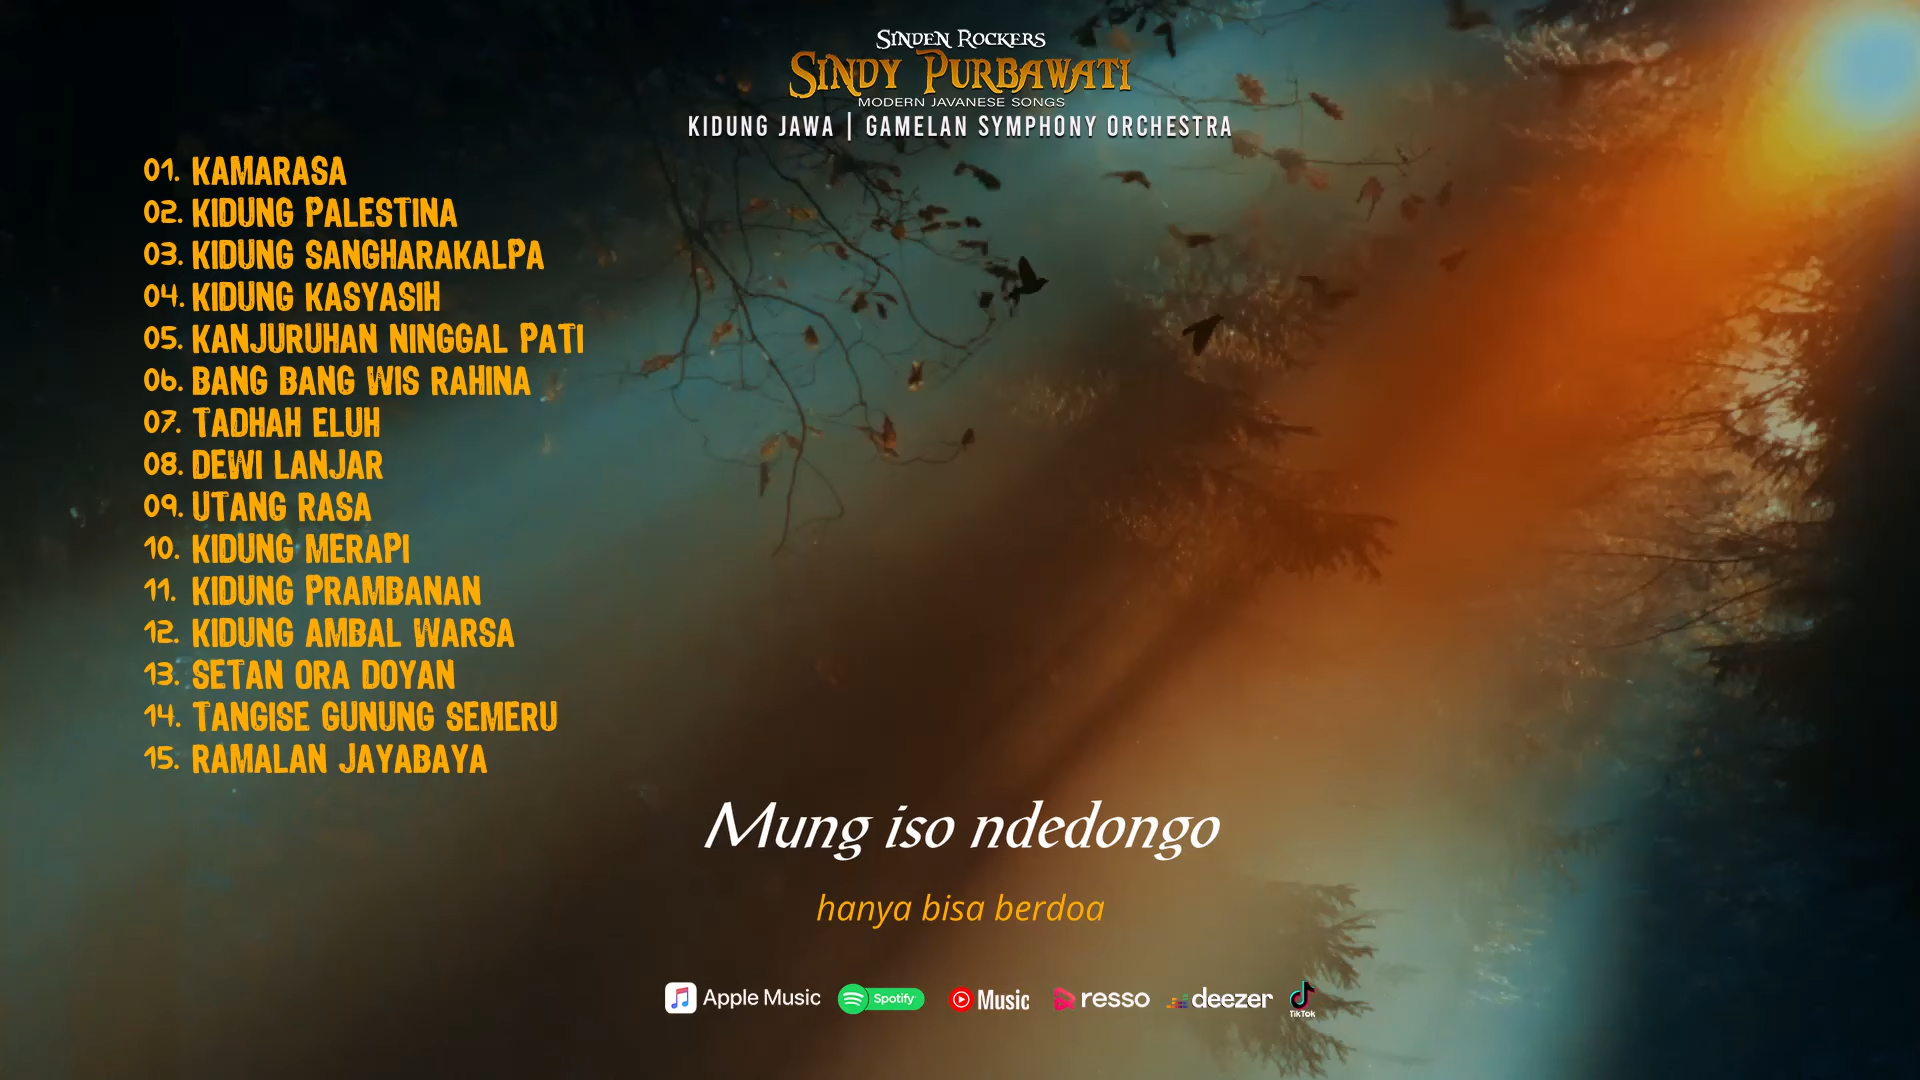 SINDEN ROCKERS
SINDY PURBAWATI
MODERN JAVANESE SONGS
KIDUNG JAWA | GAMELAN SYMPHONY ORCHESTRA
01. KAMARASA
02. KIDUNG PALESTINA
03. KIDUNG SANGHARAKALPA
04. KIDUNG KASYASIH
05. KANJURUHAN NINGGAL PATI
06. BANG BANG WIS RAHINA
07. TADHAH ELUH
08. DEWI LANJAR
09. UTANG RASA
10. KIDUNG MERAPI
11. KIDUNG PRAMBANAN
12. KIDUNG AMBAL WARSA
13. SETAN ORA DOYAN
14. TANGISE GUNUNG SEMERU
15. RAMALAN JAYABAYA
Mung iso ndedongo
hanya bisa berdoa
Apple Music Spotify Music resso deezer TikTok